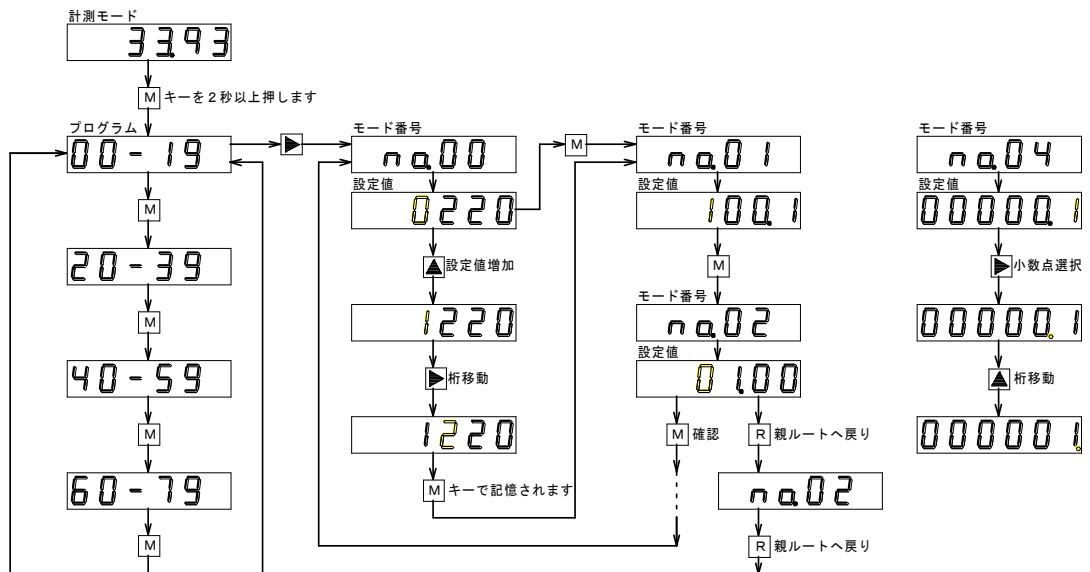 計測モード
33.93
M キーを2秒以上押します
プログラム
00-19
M
20-39
M
40-59
M
60-79
M
▶
モード番号
no.00
設定値
0220
▲ 設定値増加
1220
▶ 桁移動
1220
M キーで記憶されます
M
モード番号
no.01
設定値
100.1
M
モード番号
no.02
設定値
01.00
M 確認
R 親ルートへ戻り
no.02
R 親ルートへ戻り
モード番号
no.04
設定値
00000.1
▶ 小数点選択
00000.1
▲ 桁移動
000001.